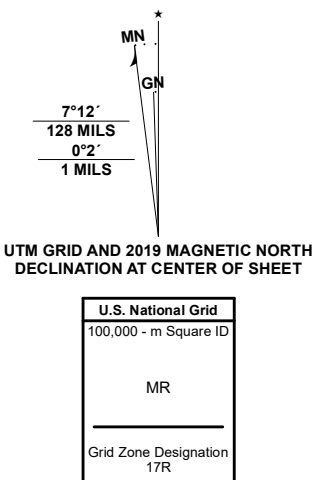 ★
MN
GN
7°12´
128 MILS
0°2´
1 MILS
UTM GRID AND 2019 MAGNETIC NORTH
DECLINATION AT CENTER OF SHEET
U.S. National Grid
100,000 - m Square ID
MR
Grid Zone Designation
17R